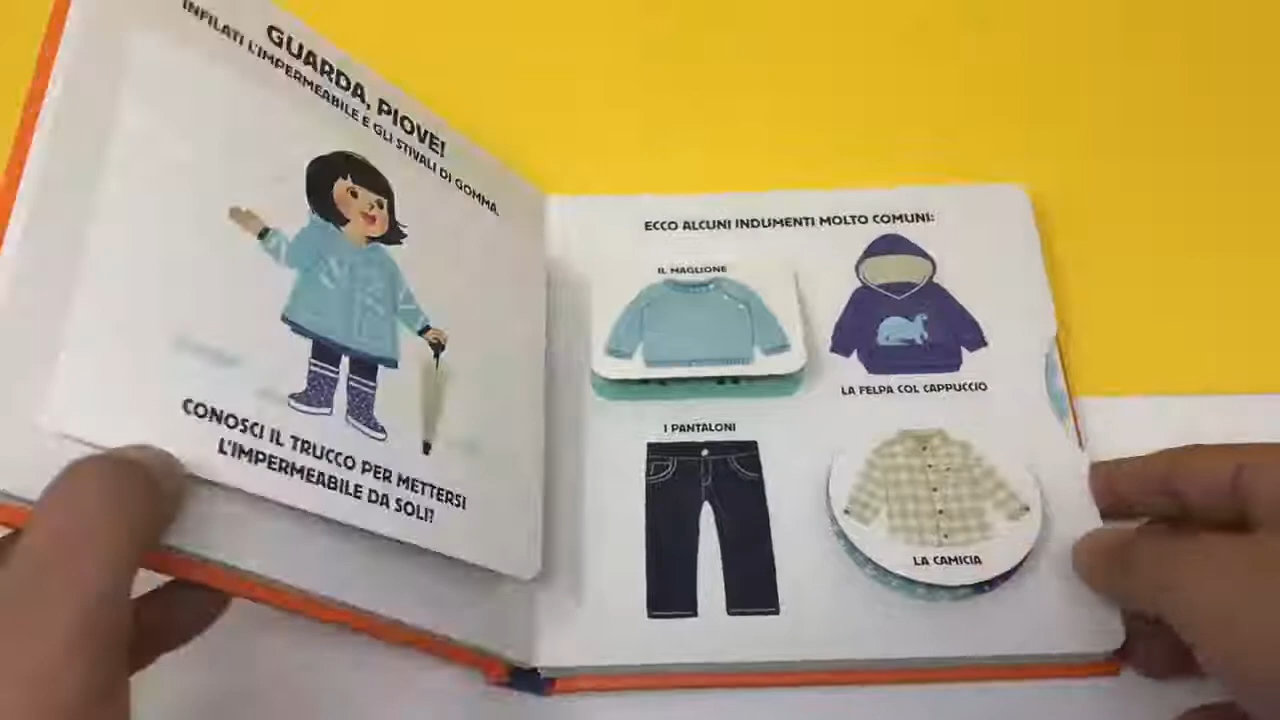 GUARDA, PIOVE!
INFILATI L'IMPERMEABILE E GLI STIVALI DI GOMMA.
CONOSCI IL TRUCCO PER METTERSI
L'IMPERMEABILE DA SOLI?
ECCO ALCUNI INDUMENTI MOLTO COMUNI:
IL MAGLIONE
LA FELPA COL CAPPUCCIO
I PANTALONI
LA CAMICIA